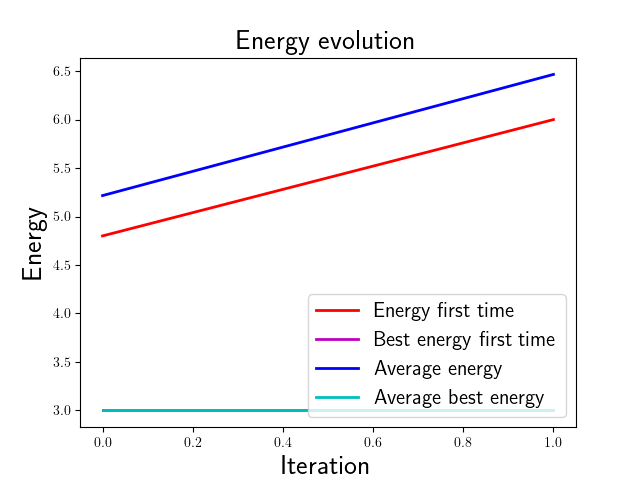 Energy evolution
6.5
6.0
5.5
5.0
4.5
4.0
3.5
3.0
Energy
Energy first time
Best energy first time
Average energy
Average best energy
0.0 0.2 0.4 0.6 0.8 1.0
Iteration